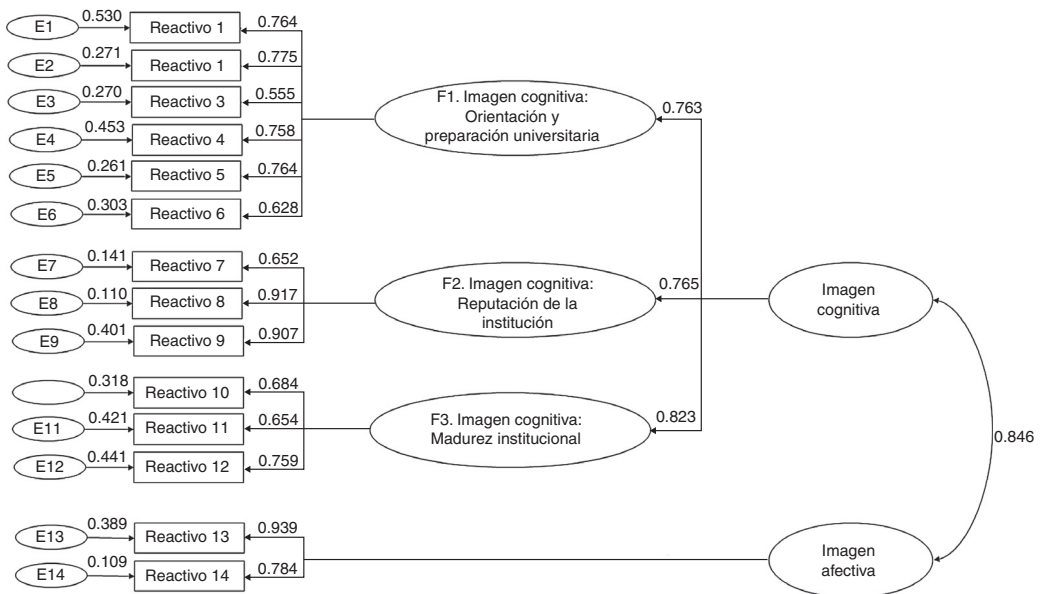 E1 0.530 Reactivo 1 0.764
E2 0.271 Reactivo 1 0.775
E3 0.270 Reactivo 3 0.555
E4 0.453 Reactivo 4 0.758
E5 0.261 Reactivo 5 0.764
E6 0.303 Reactivo 6 0.628
F1. Imagen cognitiva:
Orientación y
preparación universitaria
0.763
E7 0.141 Reactivo 7 0.652
E8 0.110 Reactivo 8 0.917
E9 0.401 Reactivo 9 0.907
F2. Imagen cognitiva:
Reputación de la
institución
0.765
Imagen
cognitiva
0.318 Reactivo 10 0.684
E11 0.421 Reactivo 11 0.654
E12 0.441 Reactivo 12 0.759
F3. Imagen cognitiva:
Madurez institucional
0.823
0.846
E13 0.389 Reactivo 13 0.939
E14 0.109 Reactivo 14 0.784
Imagen
afectiva